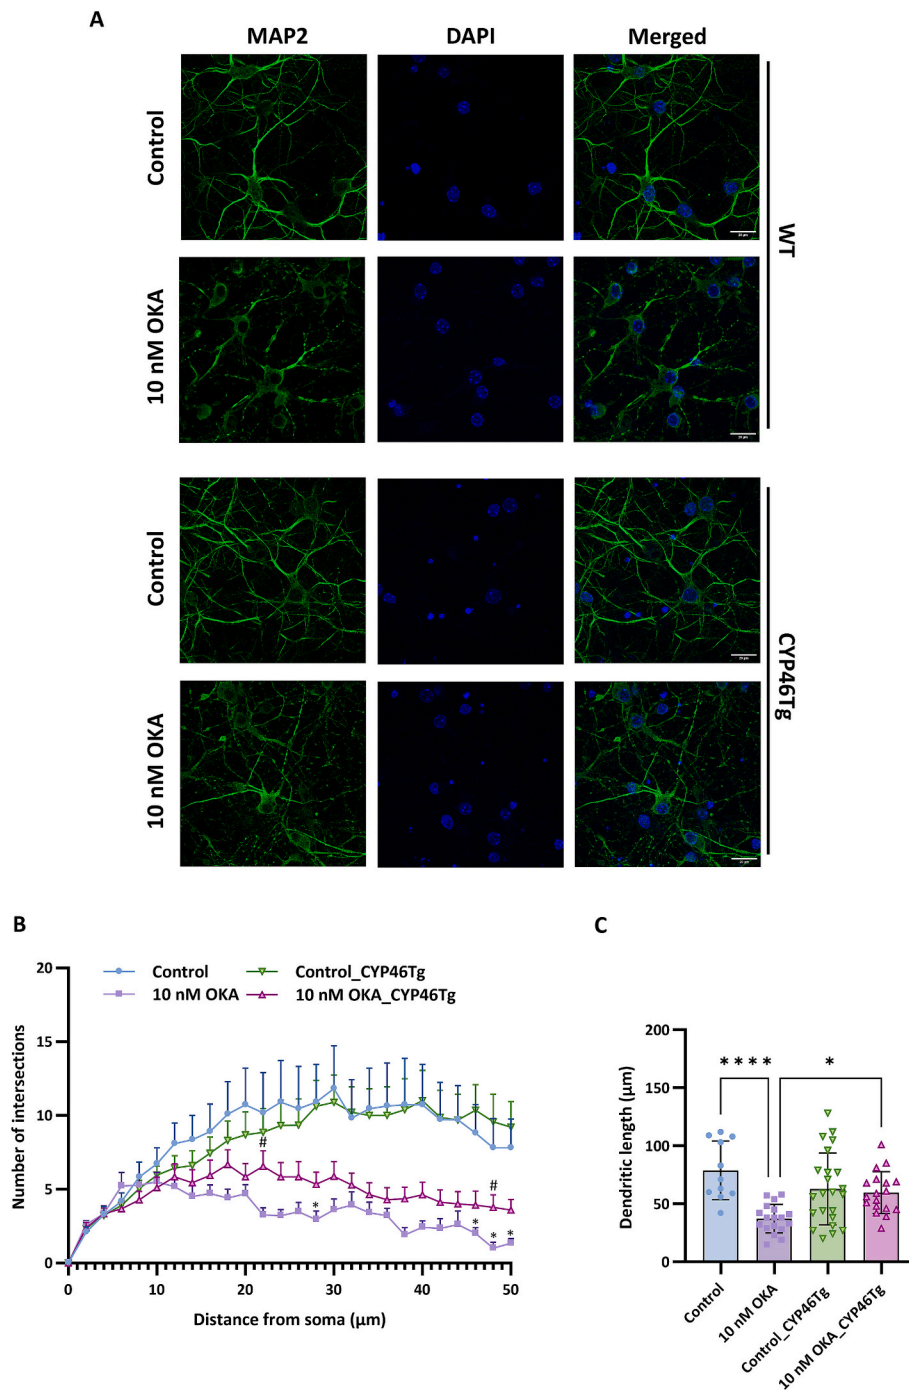 A
MAP2 DAPI Merged
Control
WT
10 nM OKA
Control
CYP46Tg
10 nM OKA
B
20
15
10
5
0
Number of intersections
Control Control_CYP46Tg
10 nM OKA 10 nM OKA_CYP46Tg
#
*
*
#
*
*
0 10 20 30 40 50
Distance from soma (µm)
C
200
150
100
50
0
Dendritic length (µm)
**** *
Control
10 nM OKA
Control_CYP46Tg
10 nM OKA_CYP46Tg